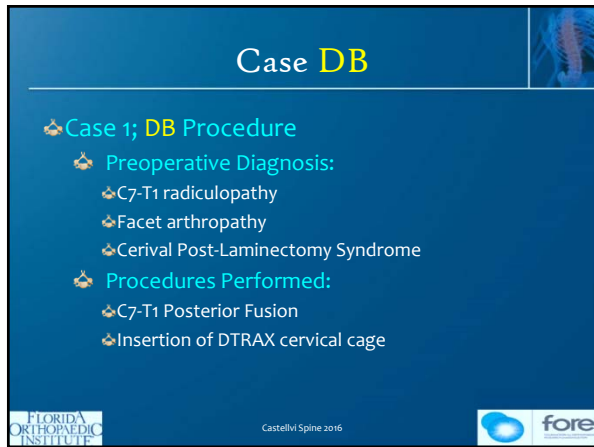 Case DB
Case 1; DB Procedure
Preoperative Diagnosis:
C7-T1 radiculopathy
Facet arthropathy
Cerival Post-Laminectomy Syndrome
Procedures Performed:
C7-T1 Posterior Fusion
Insertion of DTRAX cervical cage
FLORIDA
ORTHOPAEDIC
INSTITUTE
Castellvi Spine 2016
fore